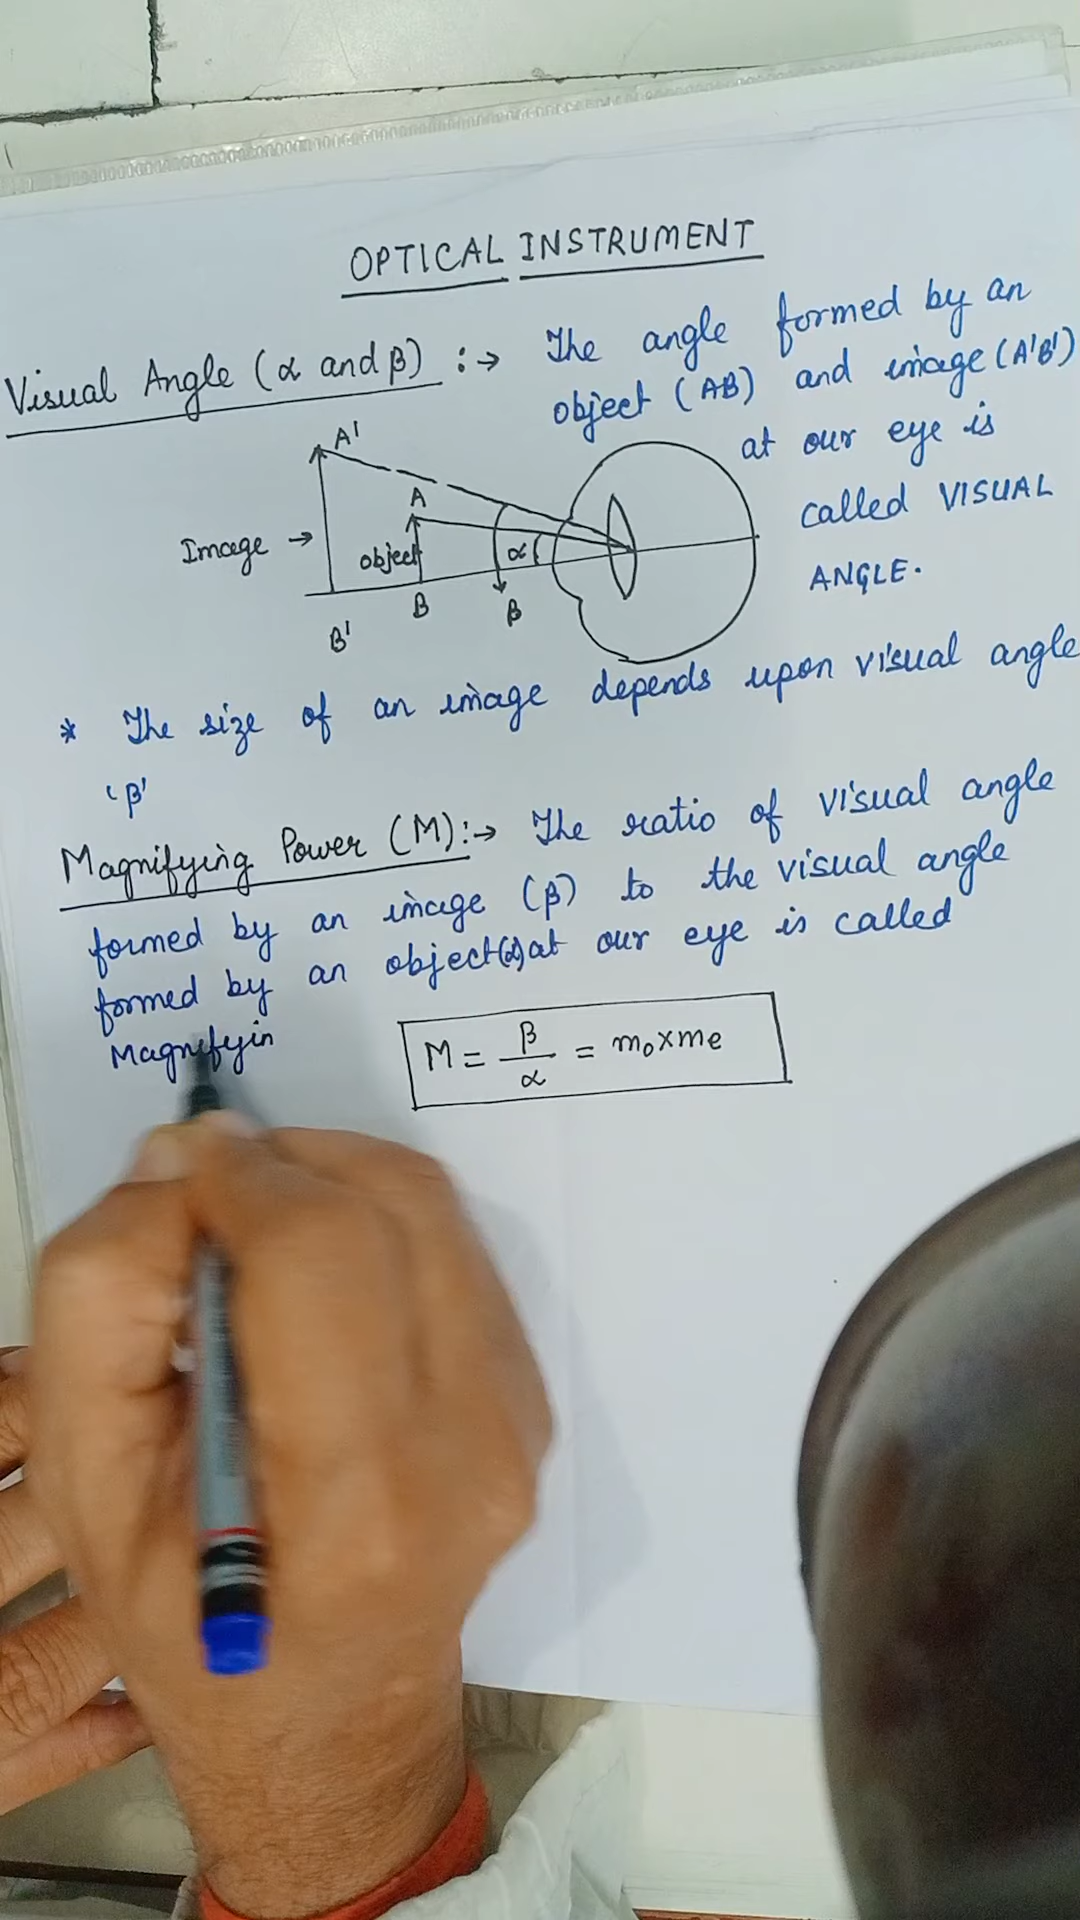 OPTICAL INSTRUMENT
Visual Angle (α and β) :→ The angle formed by an
object (AB) and image (A'B')
at our eye is
called VISUAL
ANGLE.
A'
A
Image →
object
α
B
β
B'
* The size of an image depends upon visual angle
'β'
Magnifying Power (M):→ The ratio of visual angle
formed by an image (β) to the visual angle
formed by an object(α)at our eye is called
Magnifyin
M = β/α = m₀xme